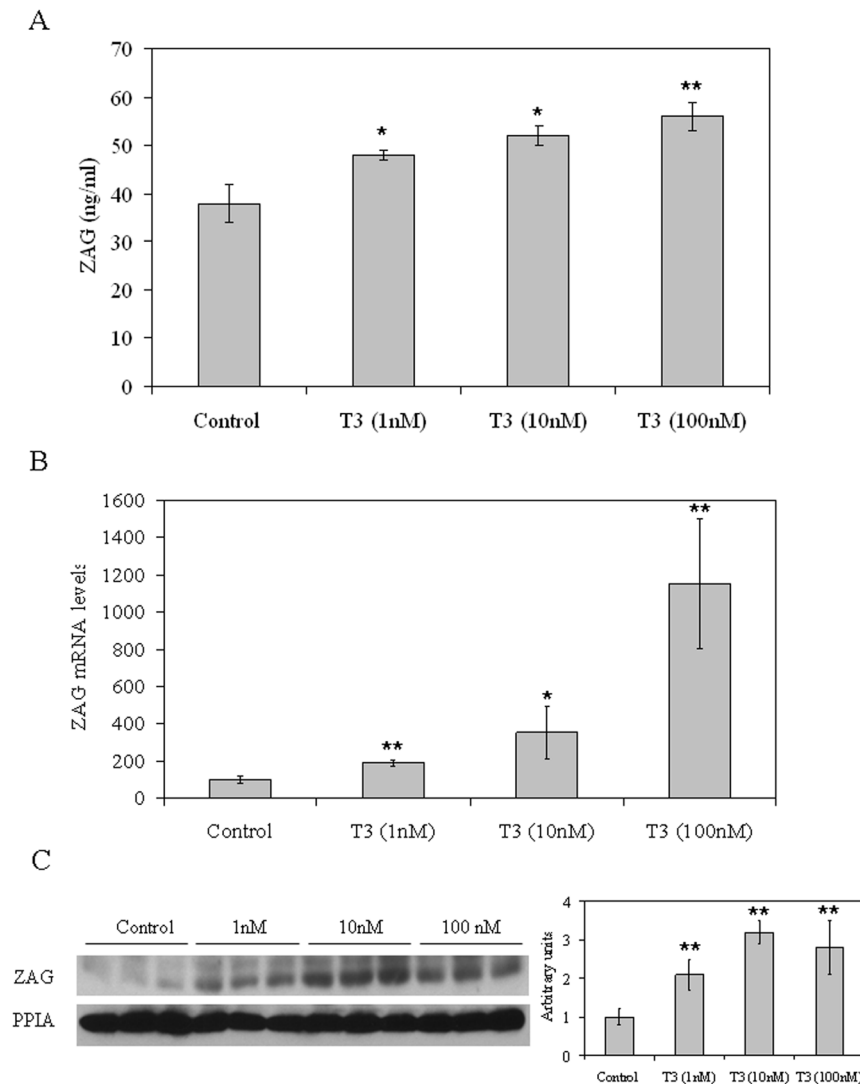 A
70
60
50
40
30
20
10
0
ZAG (ng/ml)
*
*
**
Control T3 (1nM) T3 (10nM) T3 (100nM)
B
1600
1400
1200
1000
800
600
400
200
0
ZAG mRNA levels
**
*
**
Control T3 (1nM) T3 (10nM) T3 (100nM)
C
Control 1nM 10nM 100 nM
ZAG
PPIA
4
3
2
1
0
Arbitrary units
**
**
**
Control T3 (1nM) T3 (10nM) T3 (100nM)